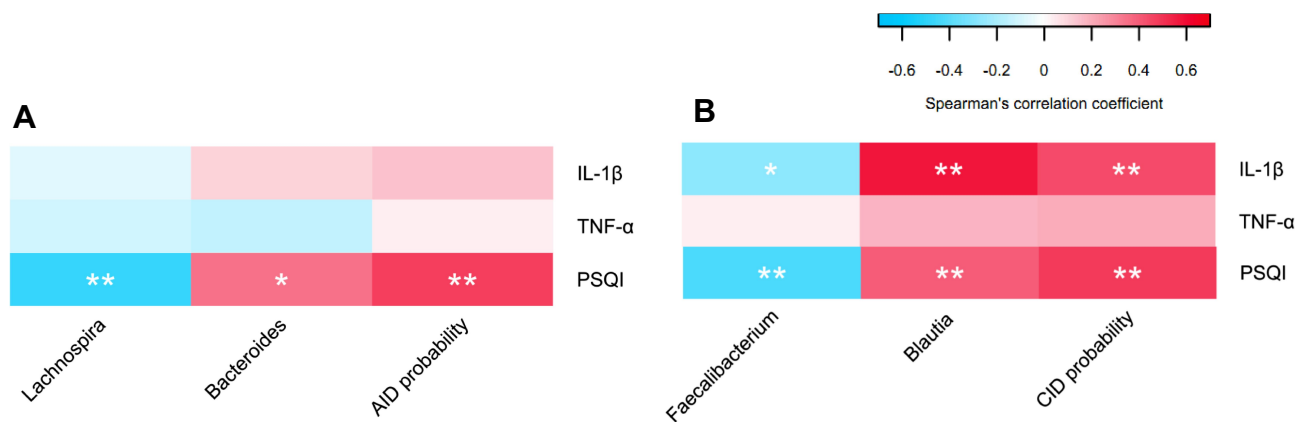 -0.6 -0.4 -0.2 0 0.2 0.4 0.6
Spearman's correlation coefficient
A
IL-1β
TNF-α
** * ** PSQI
Lachnospira
Bacteroides
AID probability
B
* ** ** IL-1β
TNF-α
** ** ** PSQI
Faecalibacterium
Blautia
CID probability